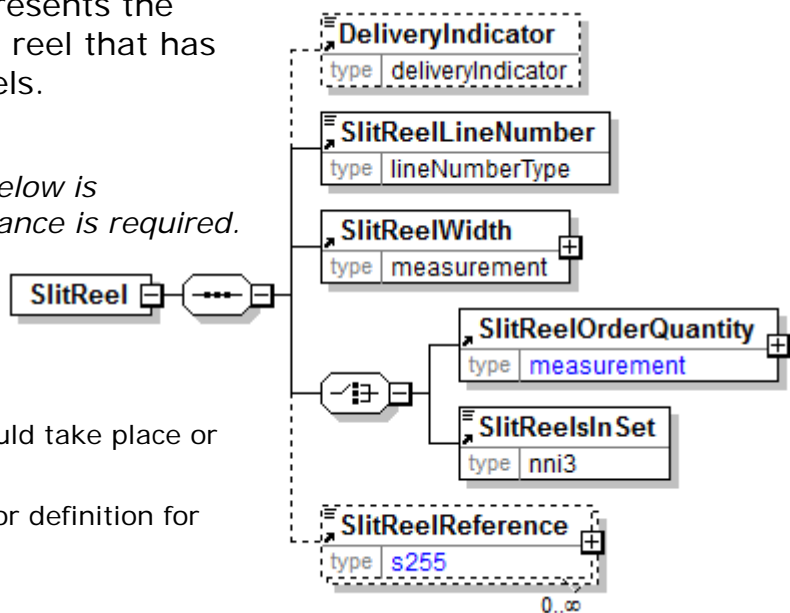 resents the
reel that has
els.
elow is
ance is required.
uld take place or
or definition for
DeliveryIndicator
type deliveryIndicator
SlitReelLineNumber
type lineNumberType
SlitReelWidth
type measurement
SlitReel
SlitReelOrderQuantity
type measurement
SlitReelsInSet
type nni3
SlitReelReference
type s255
0..∞